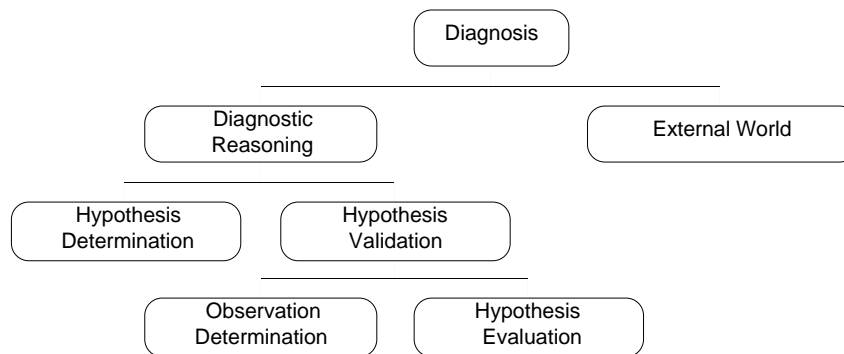 Diagnosis
Diagnostic
Reasoning
External World
Hypothesis
Determination
Hypothesis
Validation
Observation
Determination
Hypothesis
Evaluation